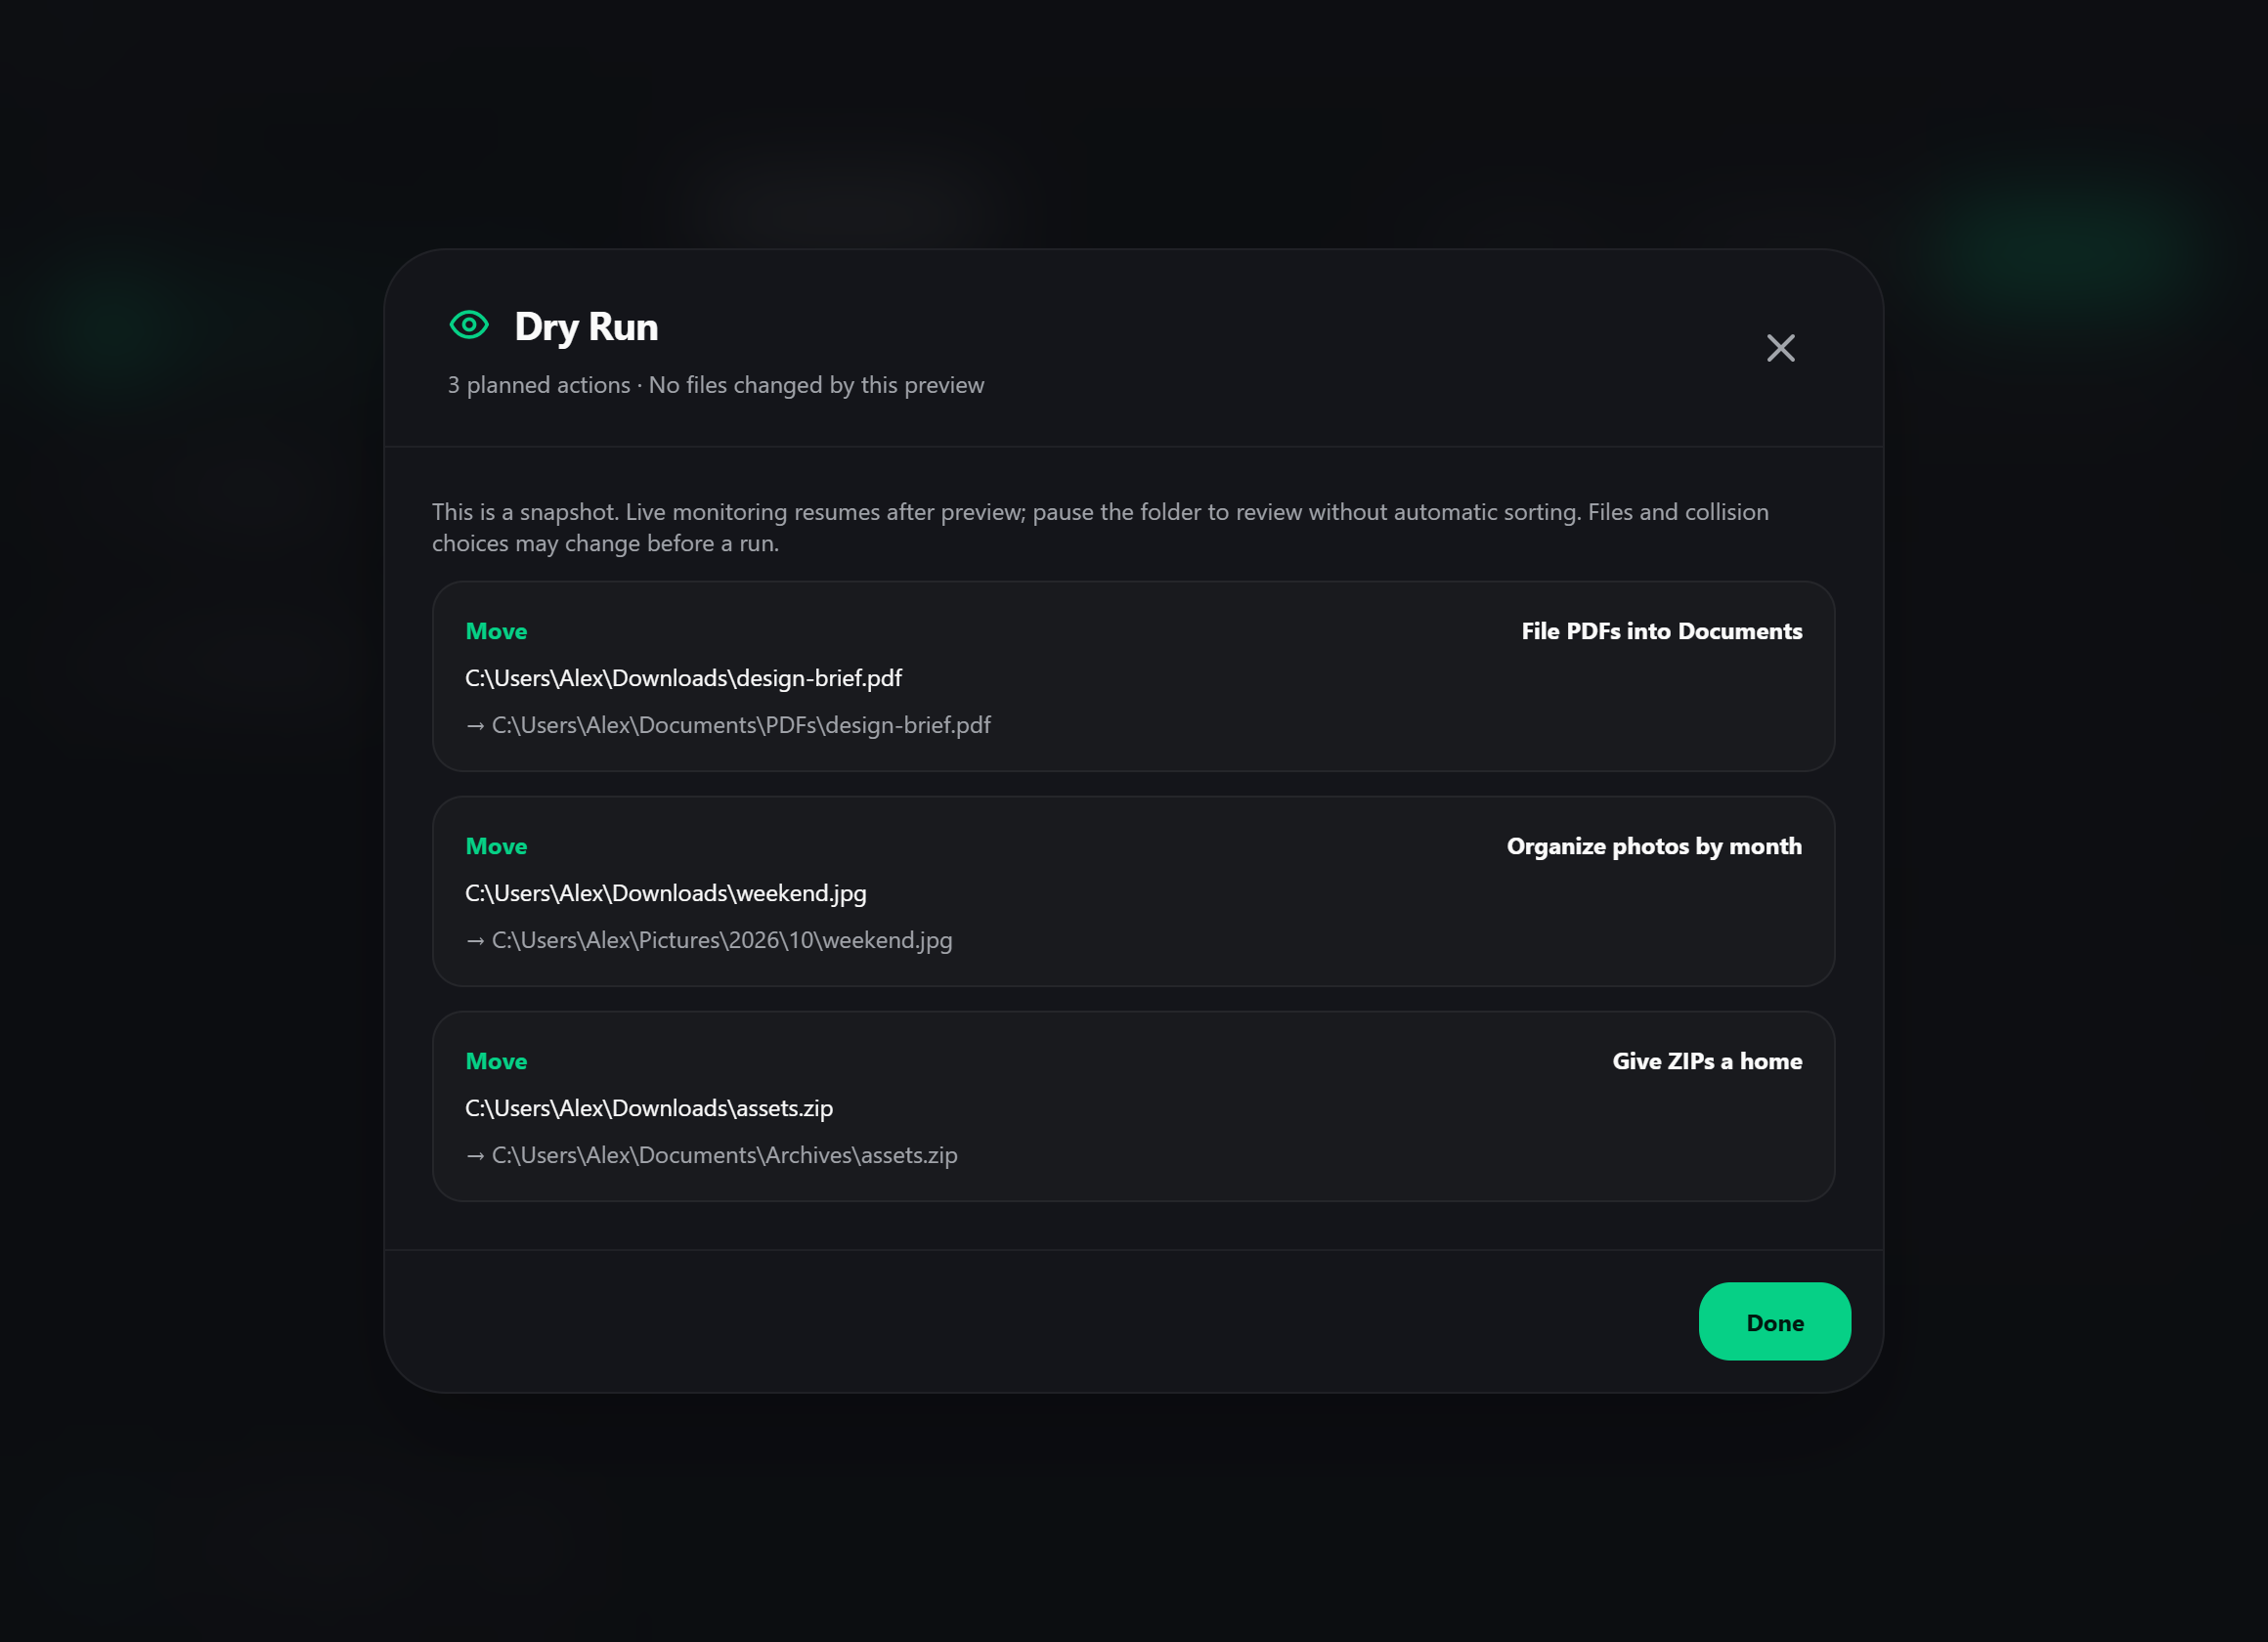 Dry Run
3 planned actions · No files changed by this preview
This is a snapshot. Live monitoring resumes after preview; pause the folder to review without automatic sorting. Files and collision
choices may change before a run.
Move
File PDFs into Documents
C:\Users\Alex\Downloads\design-brief.pdf
→ C:\Users\Alex\Documents\PDFs\design-brief.pdf
Move
Organize photos by month
C:\Users\Alex\Downloads\weekend.jpg
→ C:\Users\Alex\Pictures\2026\10\weekend.jpg
Move
Give ZIPs a home
C:\Users\Alex\Downloads\assets.zip
→ C:\Users\Alex\Documents\Archives\assets.zip
Done